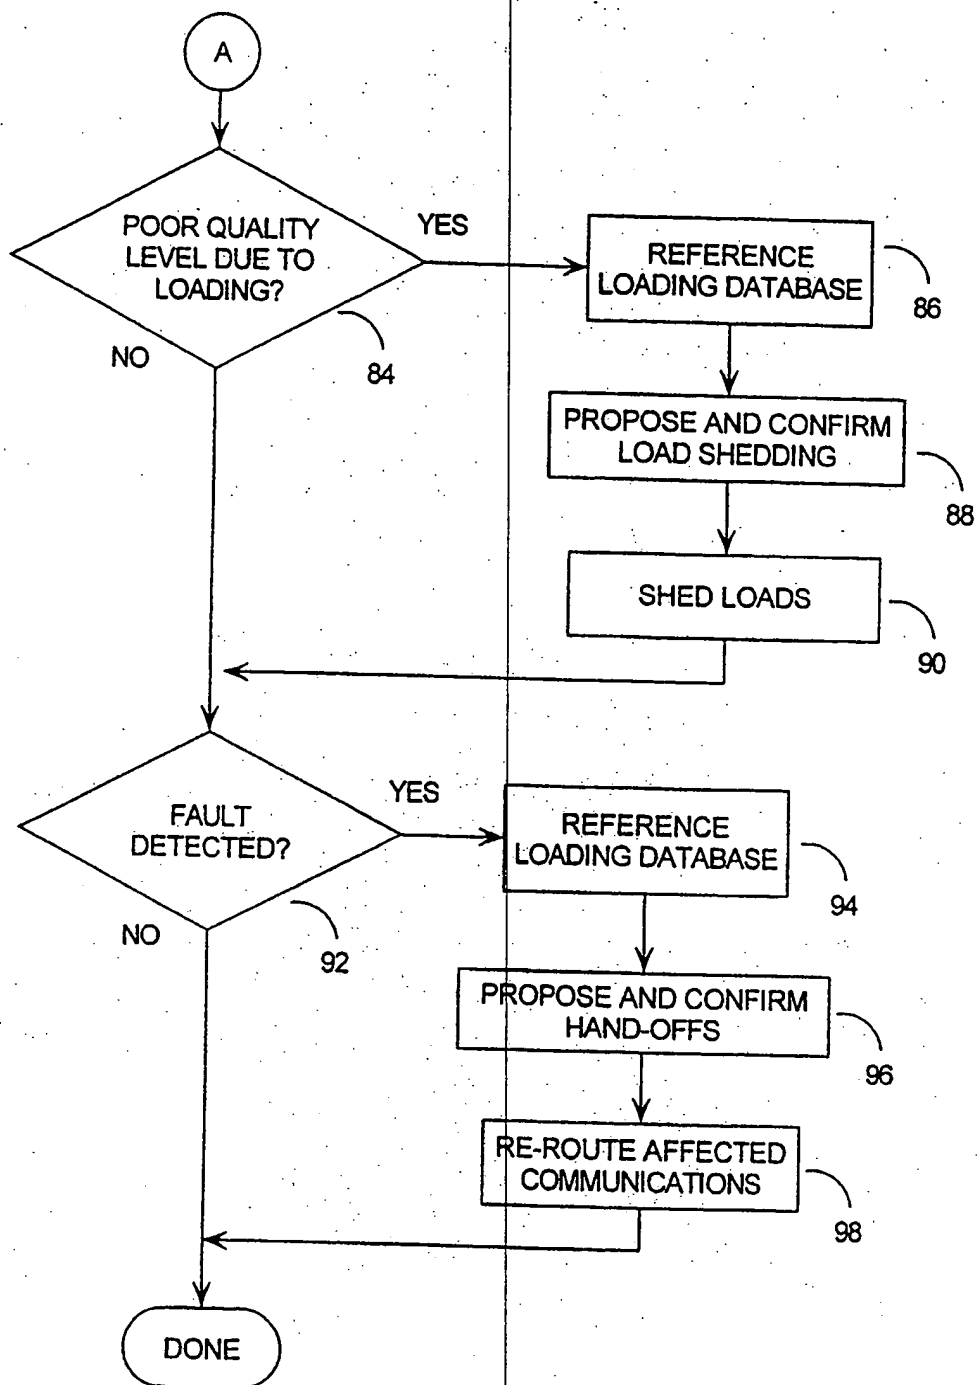 A
POOR QUALITY
LEVEL DUE TO
LOADING?
YES
NO
84
REFERENCE
LOADING DATABASE
86
PROPOSE AND CONFIRM
LOAD SHEDDING
88
SHED LOADS
90
FAULT
DETECTED?
YES
NO
92
REFERENCE
LOADING DATABASE
94
PROPOSE AND CONFIRM
HAND-OFFS
96
RE-ROUTE AFFECTED
COMMUNICATIONS
98
DONE